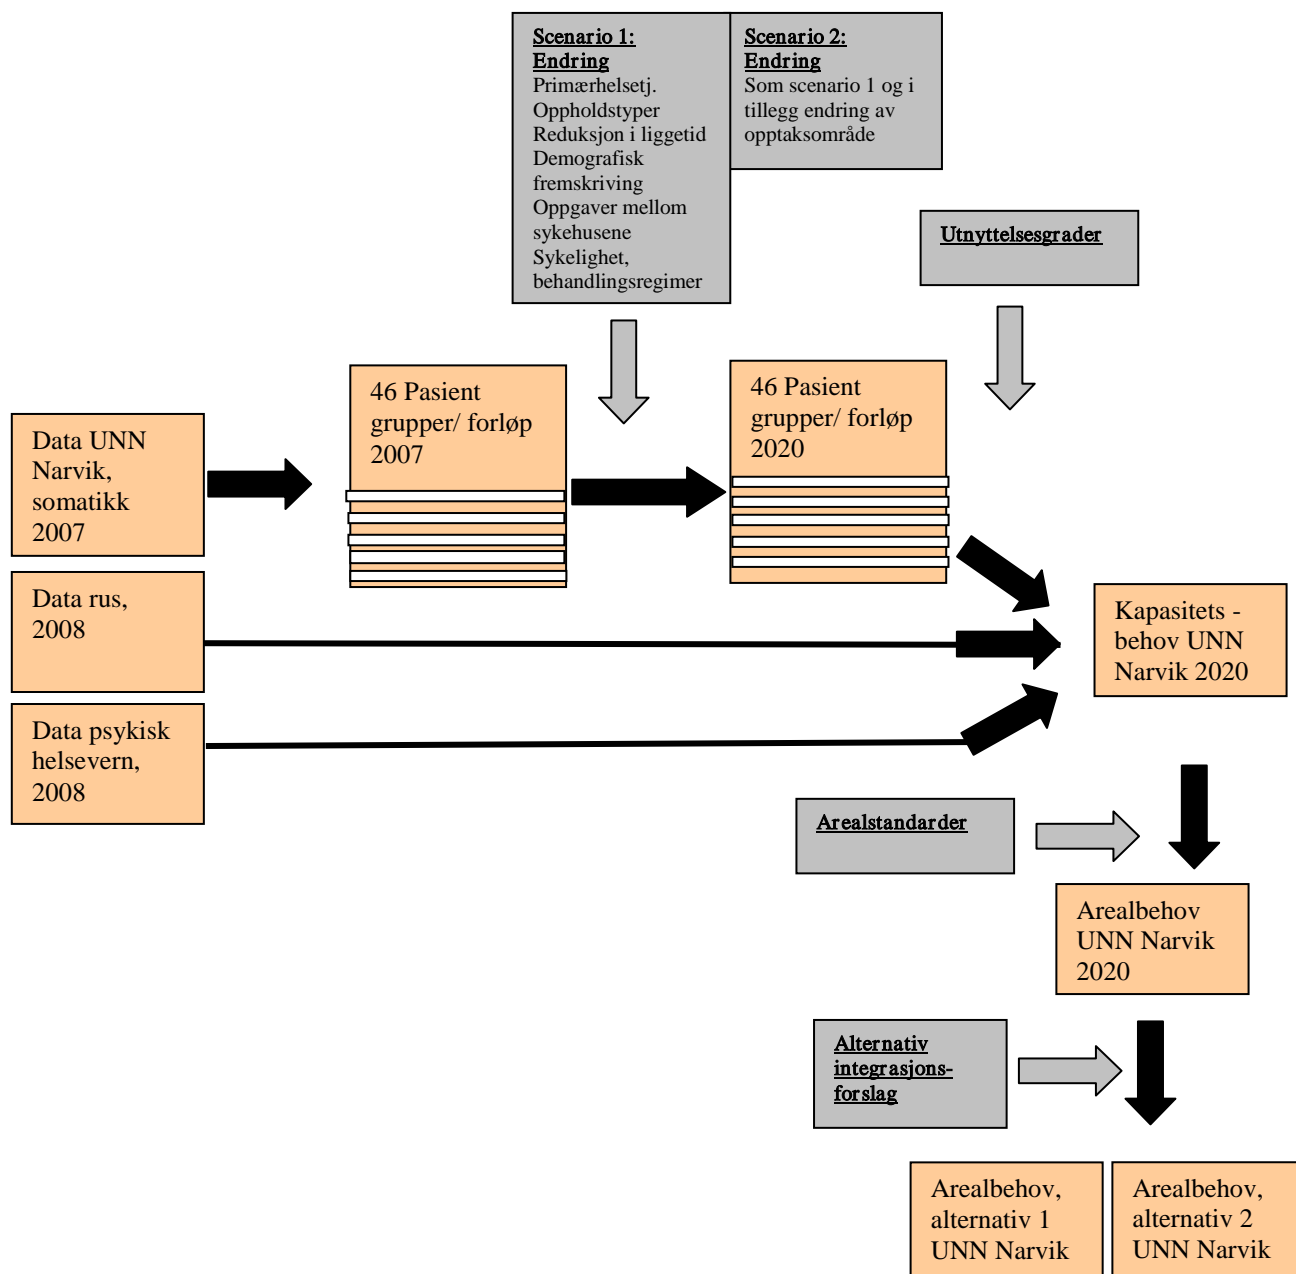 Scenario 1:
Endring
Primærhelsetj.
Oppholdstyper
Reduksjon i liggetid
Demografisk
fremskriving
Oppgaver mellom
sykehusene
Sykelighet,
behandlingsregimer
Scenario 2:
Endring
Som scenario 1 og i
tillegg endring av
opptaksområde
Utnyttelsesgrader
46 Pasient
grupper/ forløp
2007
46 Pasient
grupper/ forløp
2020
Data UNN
Narvik,
somatikk
2007
Data rus,
2008
Data psykisk
helsevern,
2008
Kapasitets -
behov UNN
Narvik 2020
Arealstandarder
Arealbehov
UNN Narvik
2020
Alternativ
integrasjons-
forslag
Arealbehov,
alternativ 1
UNN Narvik
Arealbehov,
alternativ 2
UNN Narvik